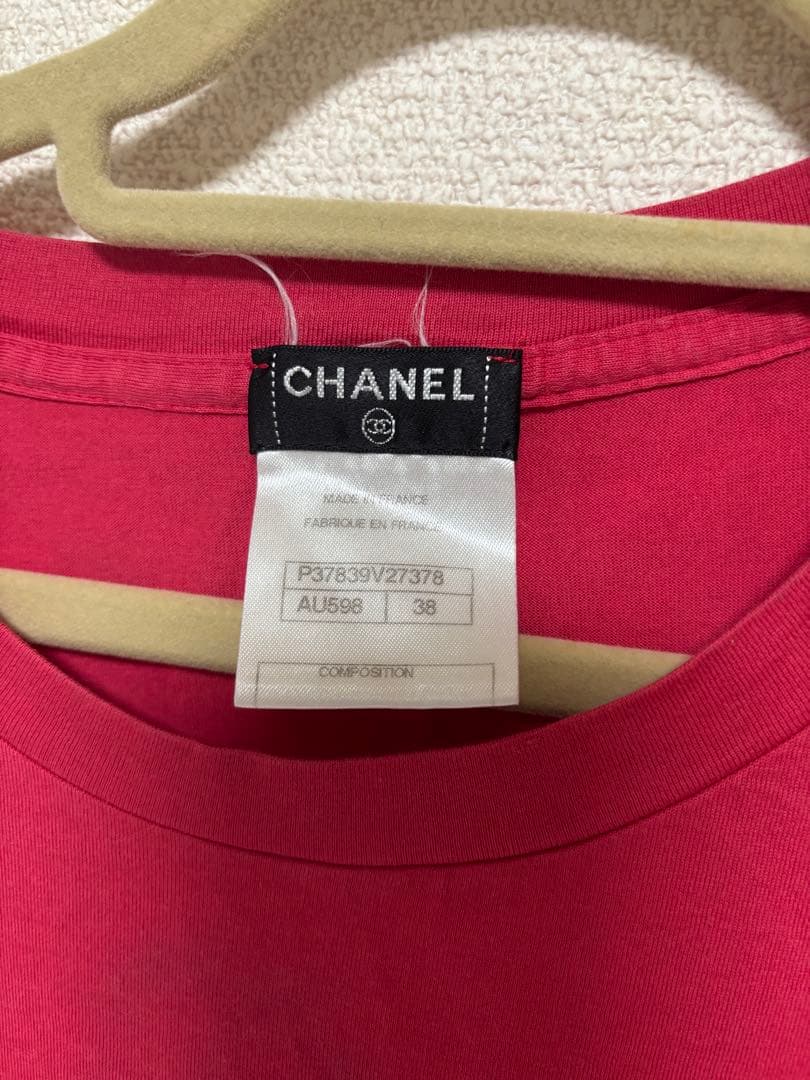 CHANEL
MADE IN FRANCE
FABRIQUE EN FRANCE
P37839V27378
AU598 38
COMPOSITION